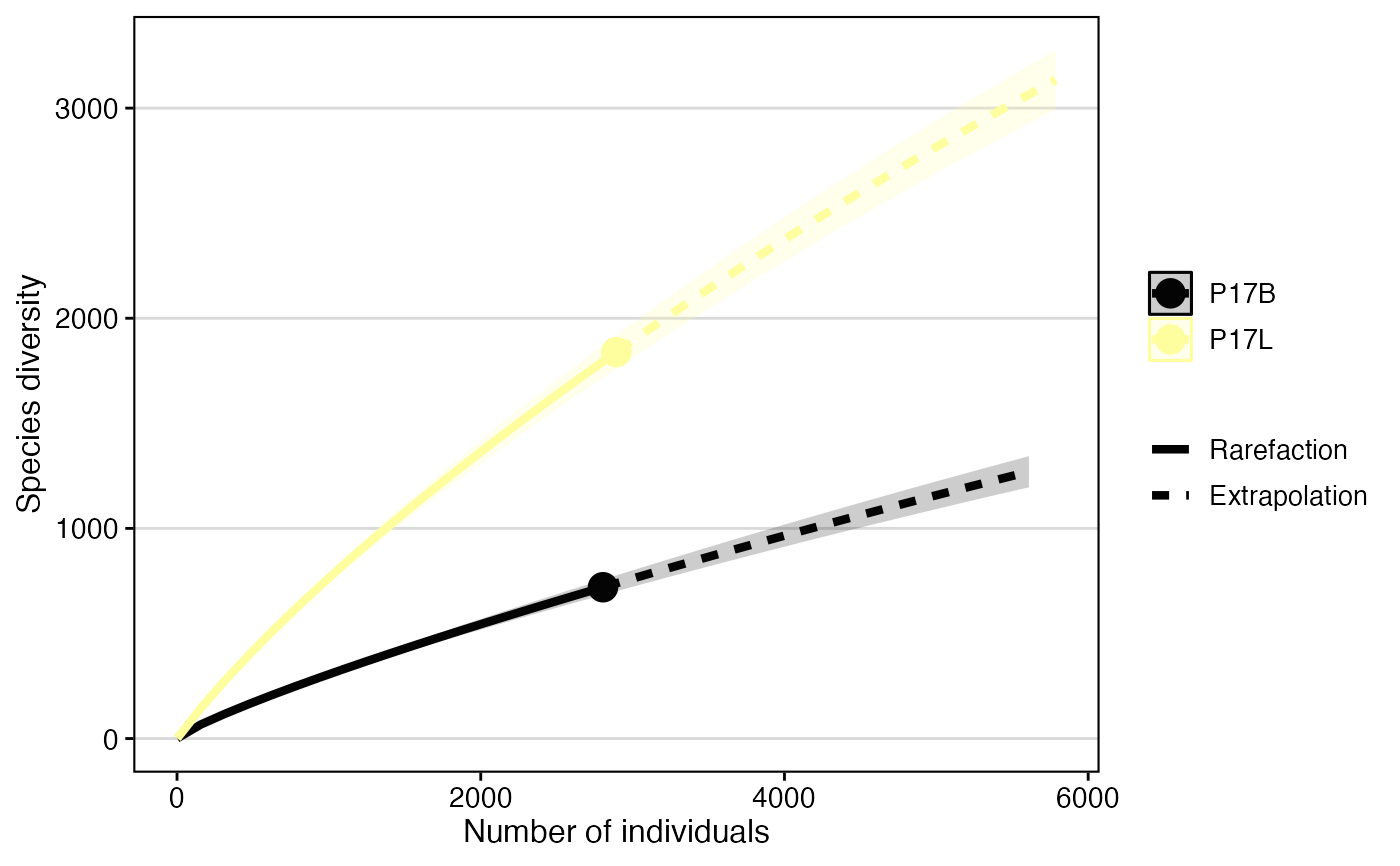 Species diversity
3000
2000
1000
0
0 2000 4000 6000
Number of individuals
P17B
P17L
Rarefaction
Extrapolation